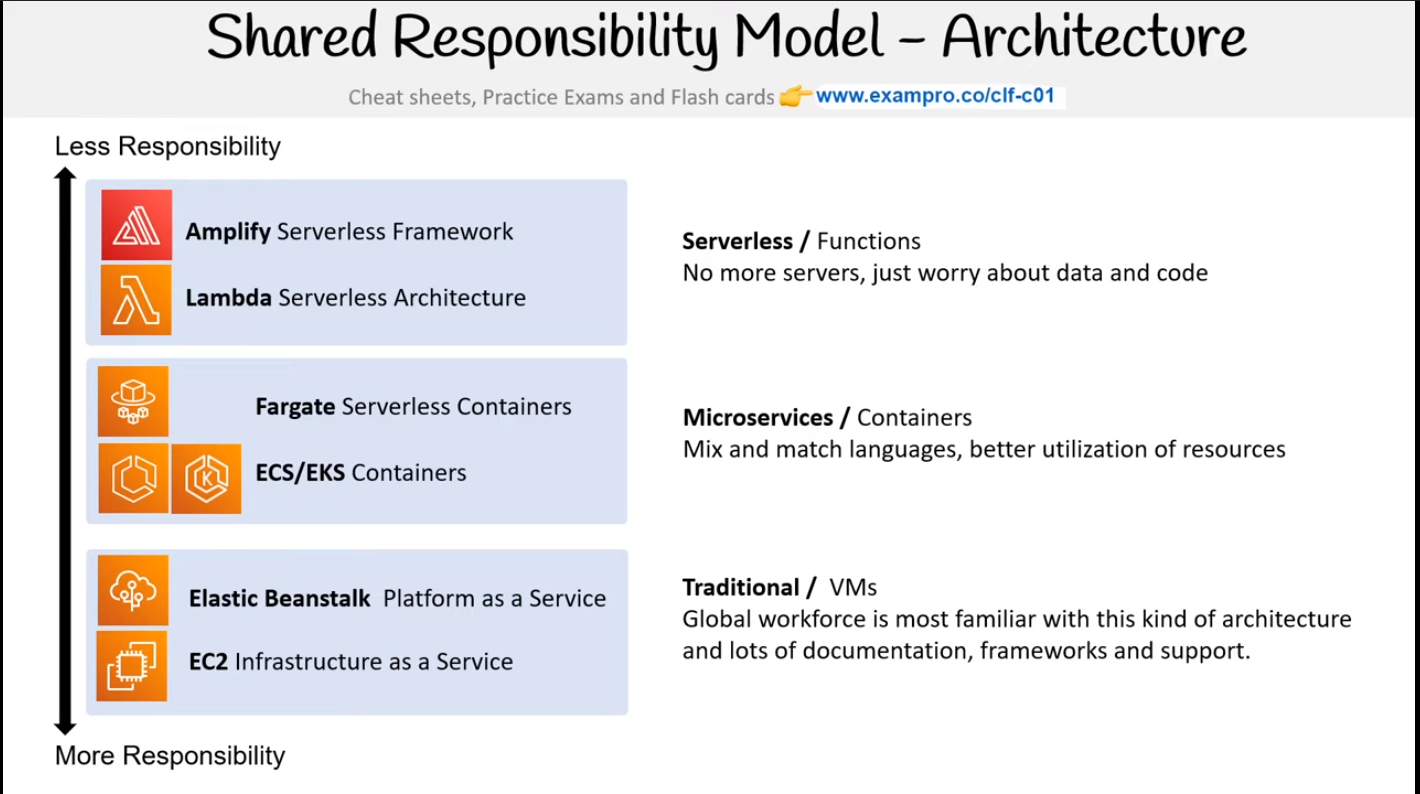 Shared Responsibility Model – Architecture
Cheat sheets, Practice Exams and Flash cards 👉 www.exampro.co/clf-c01
Less Responsibility
Amplify Serverless Framework
Lambda Serverless Architecture
Serverless / Functions
No more servers, just worry about data and code
Fargate Serverless Containers
K
ECS/EKS Containers
Microservices / Containers
Mix and match languages, better utilization of resources
Elastic Beanstalk Platform as a Service
EC2 Infrastructure as a Service
Traditional / VMs
Global workforce is most familiar with this kind of architecture
and lots of documentation, frameworks and support.
More Responsibility